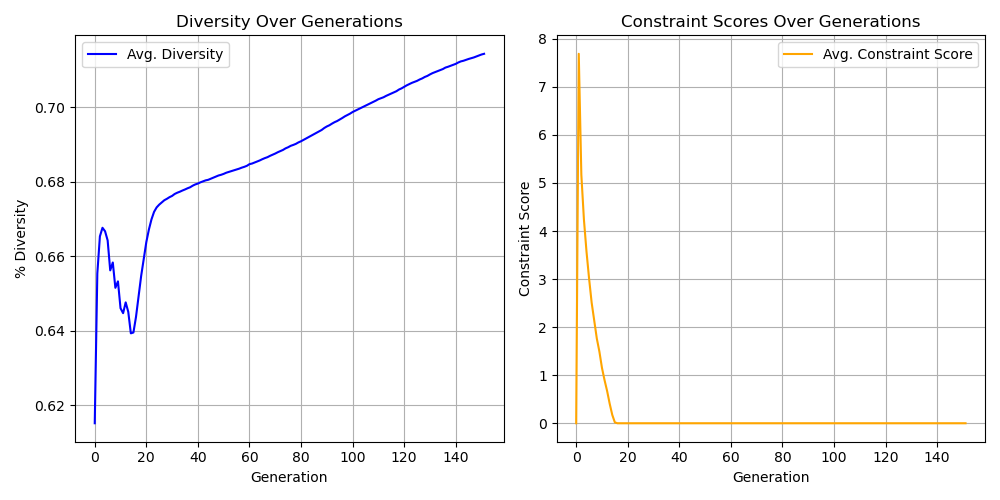 Diversity Over Generations
Avg. Diversity
% Diversity
0.70
0.68
0.66
0.64
0.62
0 20 40 60 80 100 120 140
Generation
Constraint Scores Over Generations
Avg. Constraint Score
Constraint Score
8
7
6
5
4
3
2
1
0
0 20 40 60 80 100 120 140
Generation